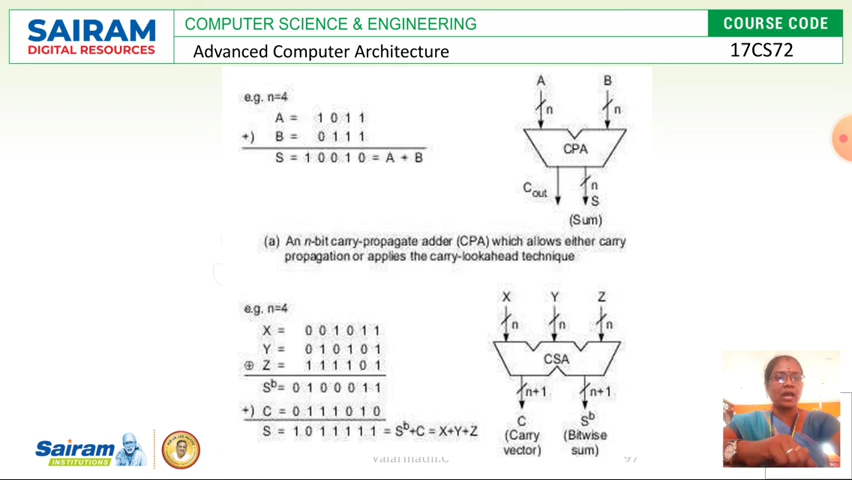 SAIRAM
DIGITAL RESOURCES
COMPUTER SCIENCE & ENGINEERING
COURSE CODE
Advanced Computer Architecture
17CS72
e.g. n=4
A = 1 0 1 1
+) B = 0 1 1 1
S = 1 0 0 1 0 = A + B
A B
n n
CPA
Cout n
S
(Sum)
(a) An n-bit carry-propagate adder (CPA) which allows either carry
propagation or applies the carry-lookahead technique
e.g. n=4
X = 0 0 1 0 1 1
Y = 0 1 0 1 0 1
⊕ Z = 1 1 1 1 0 1
Sb = 0 1 0 0 0 1 1
+) C = 0 1 1 1 0 1 0
S = 1 0 1 1 1 1 1 = Sb+C = X+Y+Z
X Y Z
n n n
CSA
n+1 n+1
C Sb
(Carry (Bitwise
vector) sum)
Sairam
INSTITUTIONS
Valarmathi.C
97